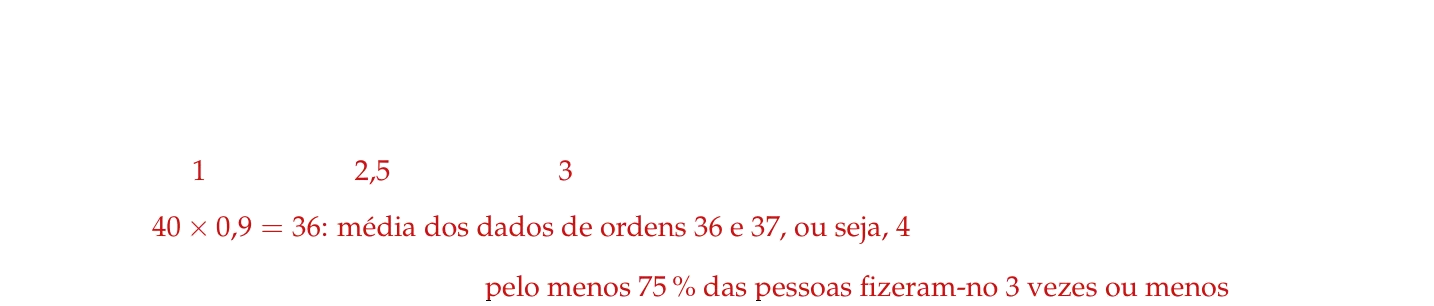 1 2,5 3
40 × 0,9 = 36: média dos dados de ordens 36 e 37, ou seja, 4
pelo menos 75 % das pessoas fizeram-no 3 vezes ou menos